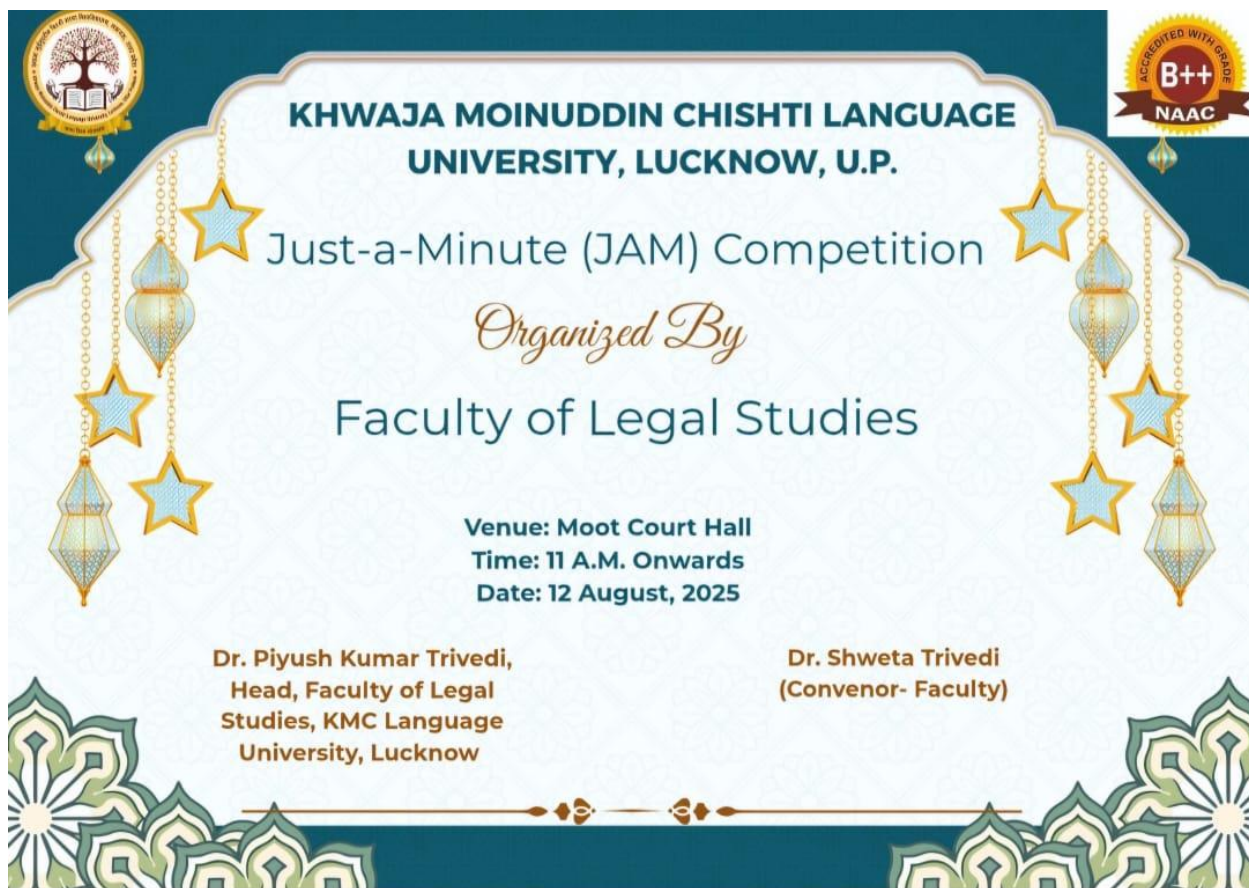 ACCREDITED WITH GRADE
B++
NAAC
KHWAJA MOINUDDIN CHISHTI LANGUAGE
UNIVERSITY, LUCKNOW, U.P.
Just-a-Minute (JAM) Competition
Organized By
Faculty of Legal Studies
Venue: Moot Court Hall
Time: 11 A.M. Onwards
Date: 12 August, 2025
Dr. Piyush Kumar Trivedi,
Head, Faculty of Legal
Studies, KMC Language
University, Lucknow
Dr. Shweta Trivedi
(Convenor- Faculty)